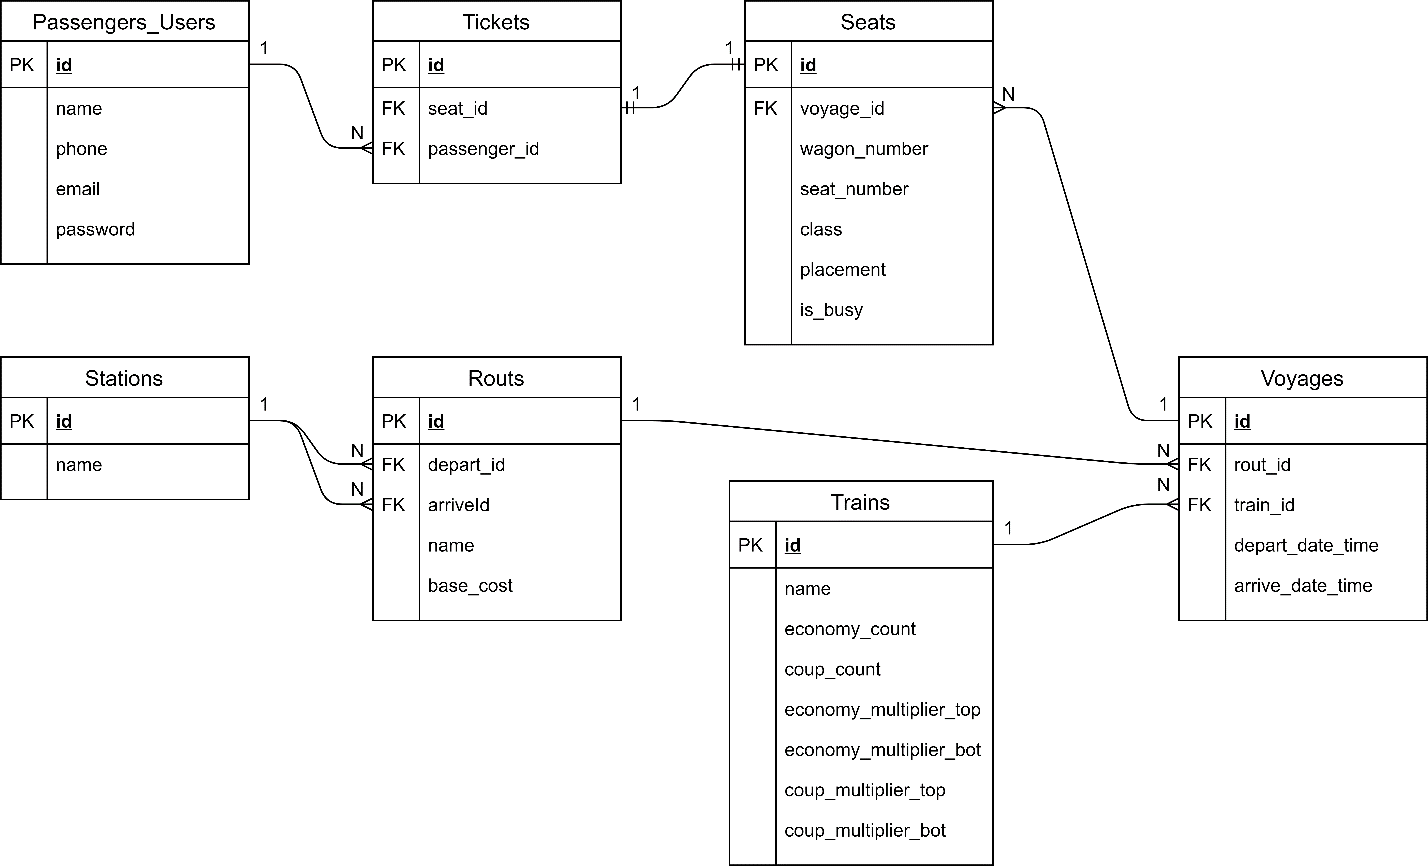 Passengers_Users
PK id
name
phone
email
password
1
N
Tickets
PK id
FK seat_id
FK passenger_id
1
1
Seats
PK id
FK voyage_id
wagon_number
seat_number
class
placement
is_busy
N
1
Stations
PK id
name
1
N
N
Routs
PK id
FK depart_id
FK arriveId
name
base_cost
1
N
N
Voyages
PK id
FK rout_id
FK train_id
depart_date_time
arrive_date_time
Trains
PK id
name
economy_count
coup_count
economy_multiplier_top
economy_multiplier_bot
coup_multiplier_top
coup_multiplier_bot
1